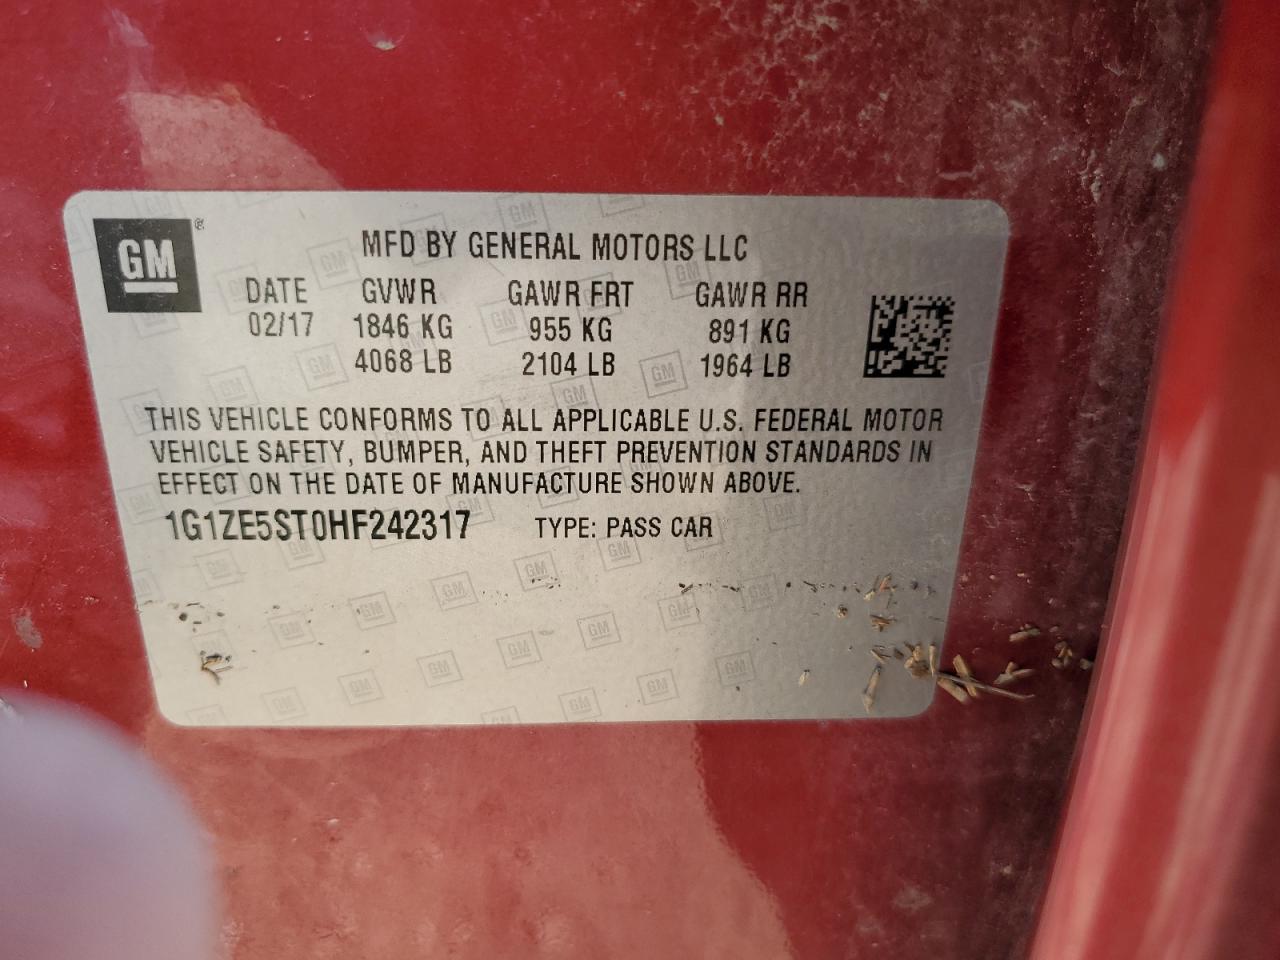 GM ®
MFD BY GENERAL MOTORS LLC
DATE GVWR GAWR FRT GAWR RR
02/17 1846 KG 955 KG 891 KG
4068 LB 2104 LB 1964 LB
THIS VEHICLE CONFORMS TO ALL APPLICABLE U.S. FEDERAL MOTOR
VEHICLE SAFETY, BUMPER, AND THEFT PREVENTION STANDARDS IN
EFFECT ON THE DATE OF MANUFACTURE SHOWN ABOVE.
1G1ZE5ST0HF242317 TYPE: PASS CAR